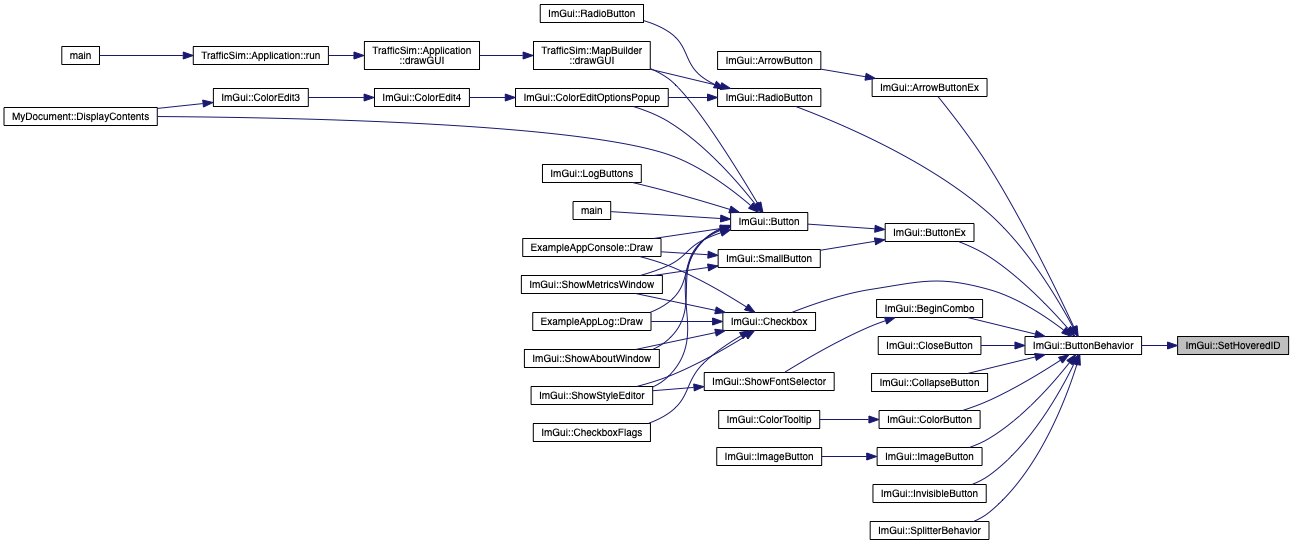 ImGui::RadioButton
main
TrafficSim::Application::run
TrafficSim::Application
::drawGUI
TrafficSim::MapBuilder
::drawGUI
ImGui::ArrowButton
ImGui::ArrowButtonEx
ImGui::ColorEdit3
ImGui::ColorEdit4
ImGui::ColorEditOptionsPopup
ImGui::RadioButton
MyDocument::DisplayContents
ImGui::LogButtons
main
ImGui::Button
ImGui::ButtonEx
ExampleAppConsole::Draw
ImGui::SmallButton
ImGui::ShowMetricsWindow
ImGui::BeginCombo
ExampleAppLog::Draw
ImGui::Checkbox
ImGui::CloseButton
ImGui::ButtonBehavior
ImGui::SetHoveredID
ImGui::ShowAboutWindow
ImGui::ShowFontSelector
ImGui::CollapseButton
ImGui::ShowStyleEditor
ImGui::ColorTooltip
ImGui::ColorButton
ImGui::CheckboxFlags
ImGui::ImageButton
ImGui::ImageButton
ImGui::InvisibleButton
ImGui::SplitterBehavior